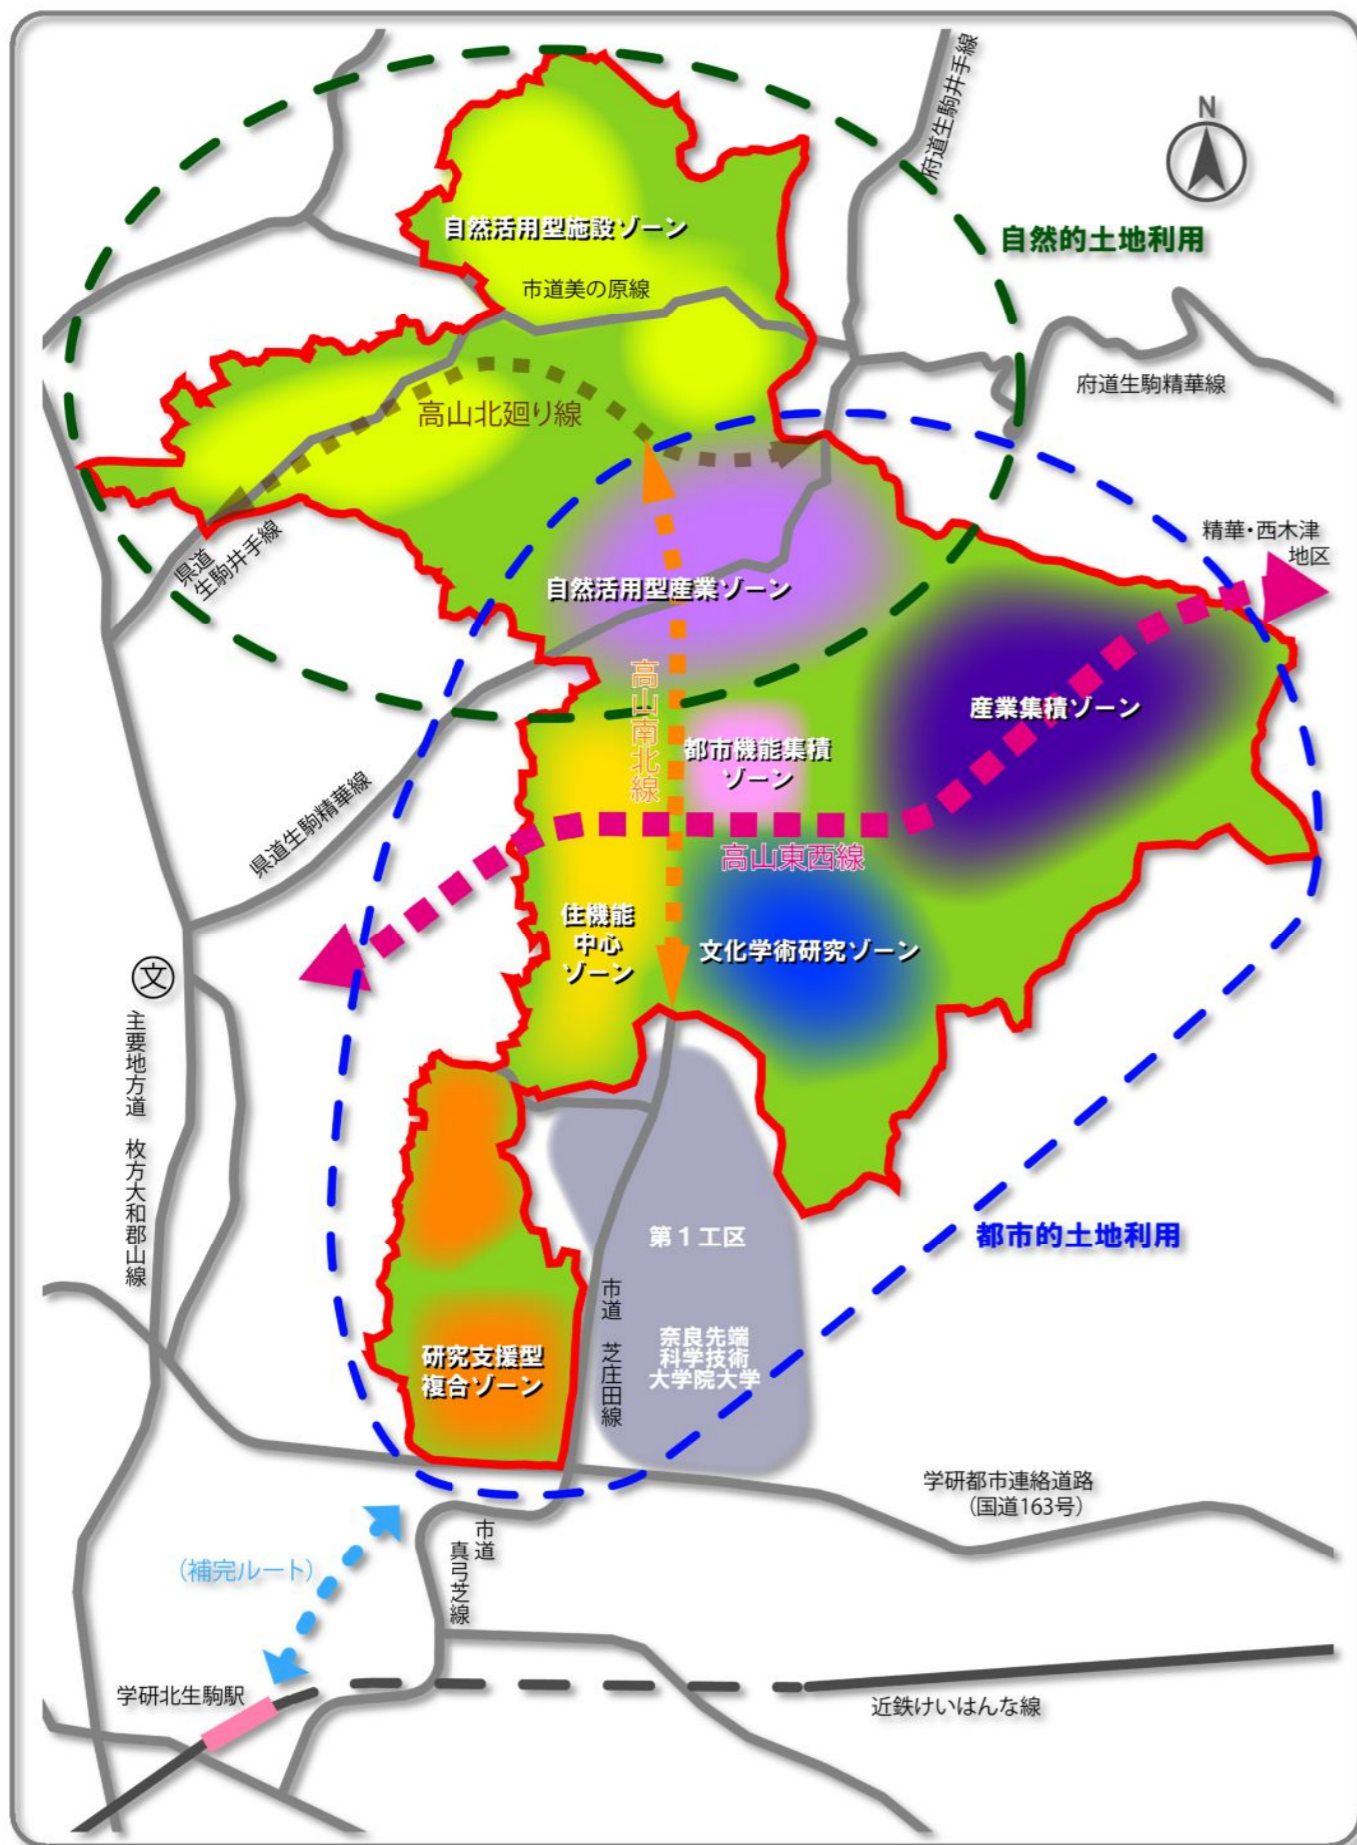 N
府道生駒井手線
自然的土地利用
自然活用型施設ゾーン
市道美の原線
府道生駒精華線
高山北廻り線
県道
生駒井手線
精華・西木津
地区
自然活用型産業ゾーン
高山南北線
産業集積ゾーン
都市機能集積
ゾーン
県道生駒精華線
高山東西線
住機能
中心
ゾーン
文化学術研究ゾーン
文
主要地方道 枚方大和郡山線
第1工区
都市的土地利用
市道 芝庄田線
奈良先端
科学技術
大学院大学
研究支援型
複合ゾーン
学研都市連絡道路
(国道163号)
市道
真弓芝線
(補完ルート)
学研北生駒駅
近鉄けいはんな線